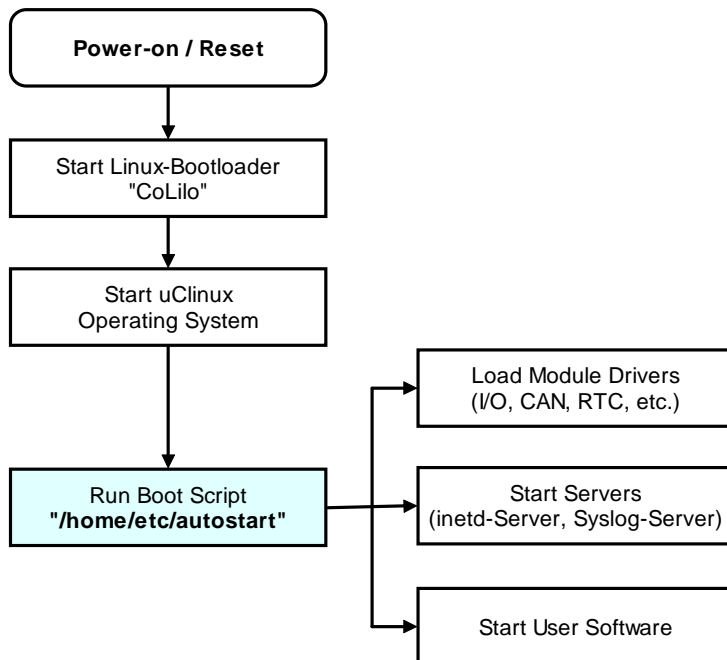 Power-on / Reset
Start Linux-Bootloader
"CoLilo"
Start uClinux
Operating System
Run Boot Script
"/home/etc/autostart"
Load Module Drivers
(I/O, CAN, RTC, etc.)
Start Servers
(inetd-Server, Syslog-Server)
Start User Software